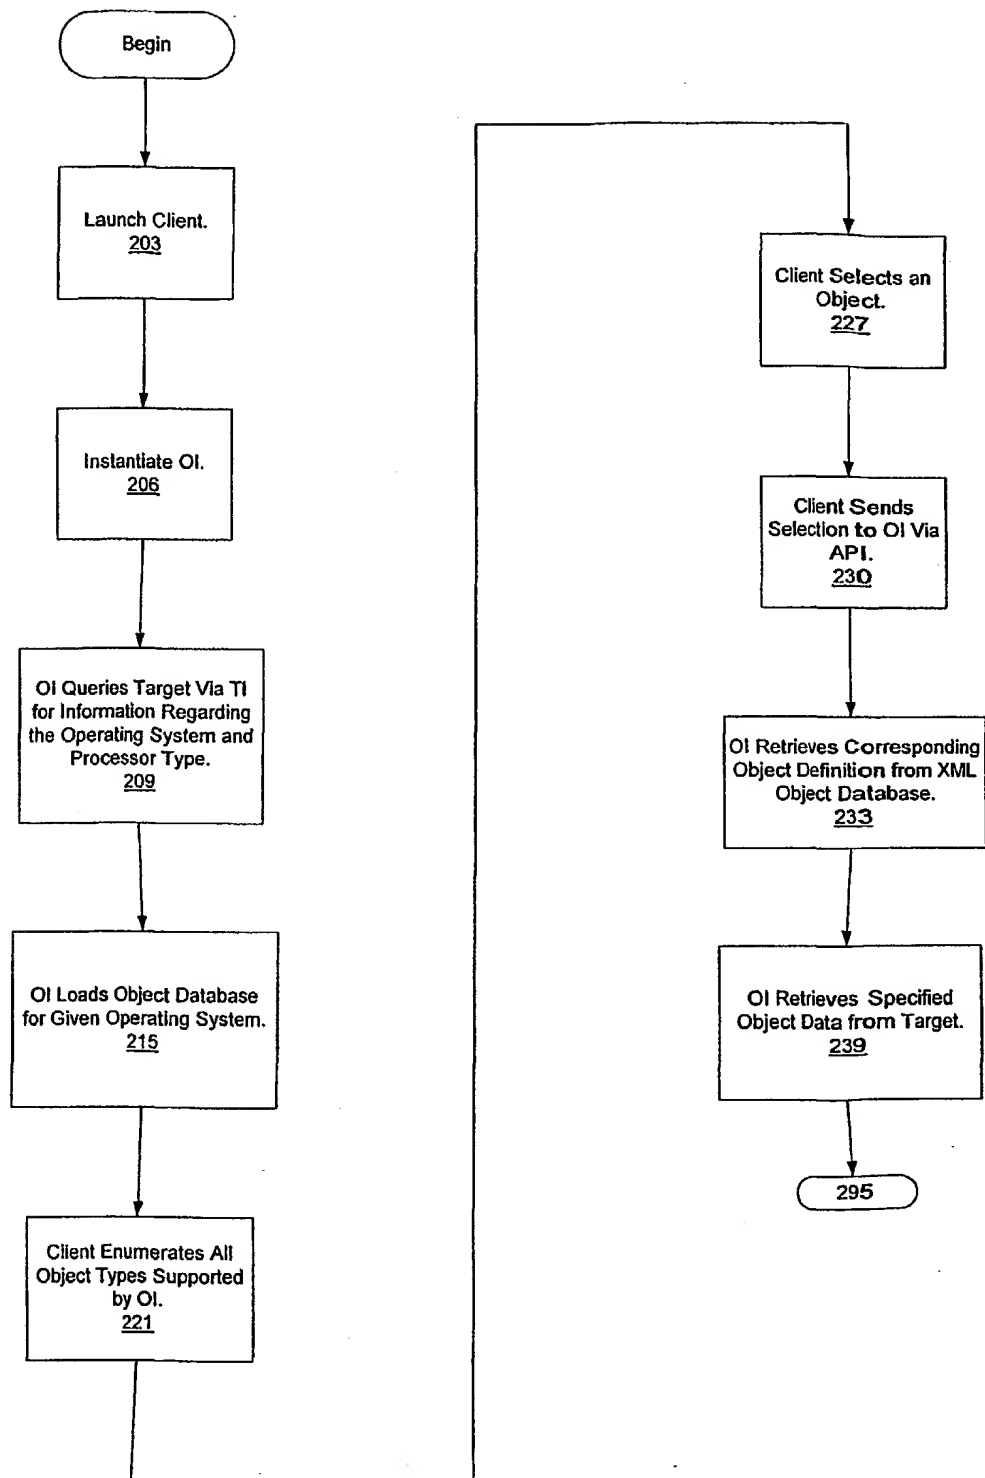 Begin
Launch Client.
203
Instantiate OI.
206
OI Queries Target Via TI
for Information Regarding
the Operating System and
Processor Type.
209
OI Loads Object Database
for Given Operating System.
215
Client Enumerates All
Object Types Supported
by OI.
221
Client Selects an
Object.
227
Client Sends
Selection to OI Via
API.
230
OI Retrieves Corresponding
Object Definition from XML
Object Database.
233
OI Retrieves Specified
Object Data from Target.
239
295